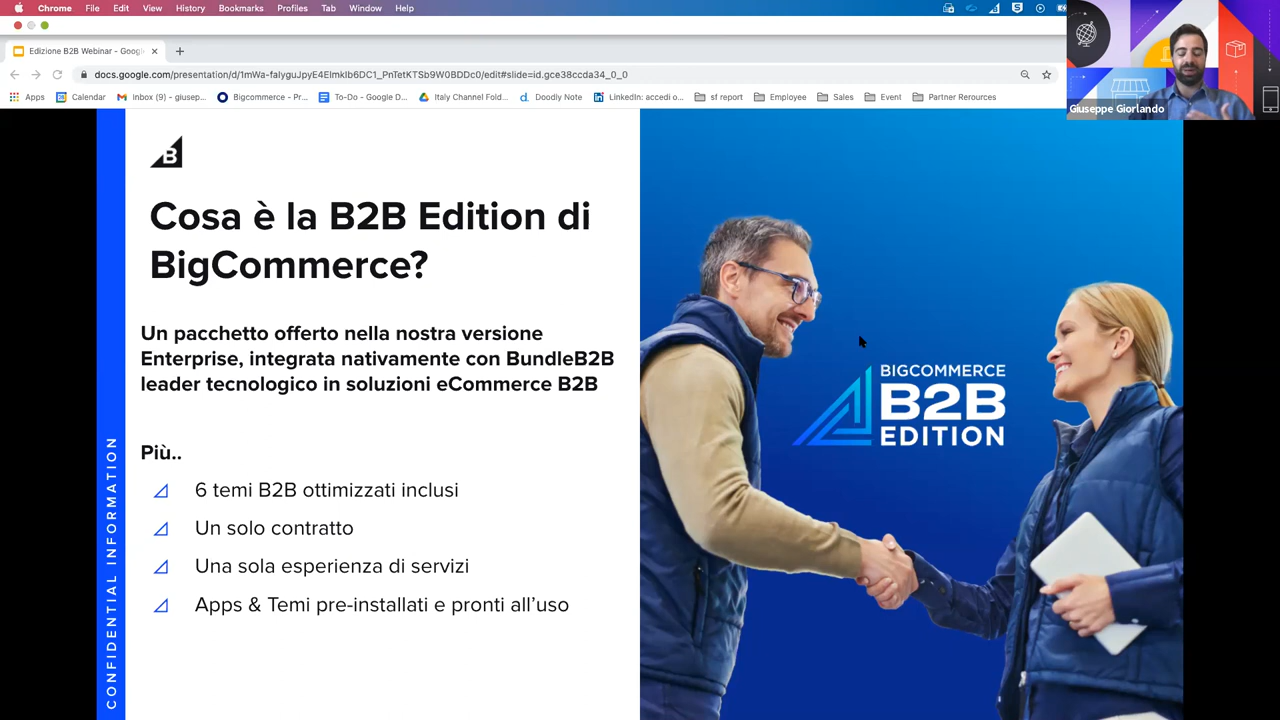 Chrome File Edit View History Bookmarks Profiles Tab Window Help
Edizione B2B Webinar - Googl
docs.google.com/presentation/d/1mWa-falyguJpyE4ElmkIb6DC1_PnTetKTSb9W0BDDc0/edit#slide=id.gce38ccda34_0_0
Apps Calendar Inbox (9) - giusep... Bigcommerce - Pr... To-Do - Google D... Italy Channel Fold... Doodly Note LinkedIn: accedi o... sf report Employee Sales Event Partner Rerources
Giuseppe Giorlando
B
Cosa è la B2B Edition di
BigCommerce?
Un pacchetto offerto nella nostra versione
Enterprise, integrata nativamente con BundleB2B
leader tecnologico in soluzioni eCommerce B2B
Più..
6 temi B2B ottimizzati inclusi
Un solo contratto
Una sola esperienza di servizi
Apps & Temi pre-installati e pronti all’uso
CONFIDENTIAL INFORMATION
BIGCOMMERCE
B2B
EDITION